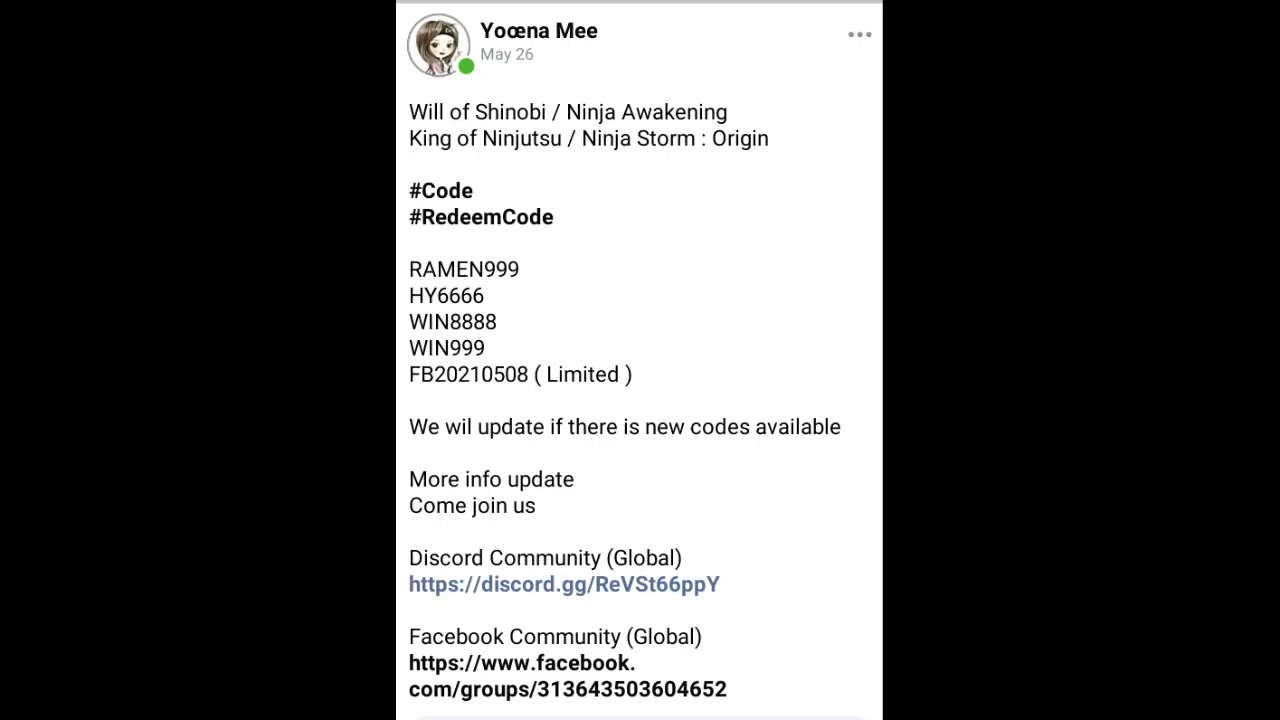 Yoœna Mee
May 26
Will of Shinobi / Ninja Awakening
King of Ninjutsu / Ninja Storm : Origin
#Code
#RedeemCode
RAMEN999
HY6666
WIN8888
WIN999
FB20210508 ( Limited )
We wil update if there is new codes available
More info update
Come join us
Discord Community (Global)
https://discord.gg/ReVSt66ppY
Facebook Community (Global)
https://www.facebook.
com/groups/313643503604652